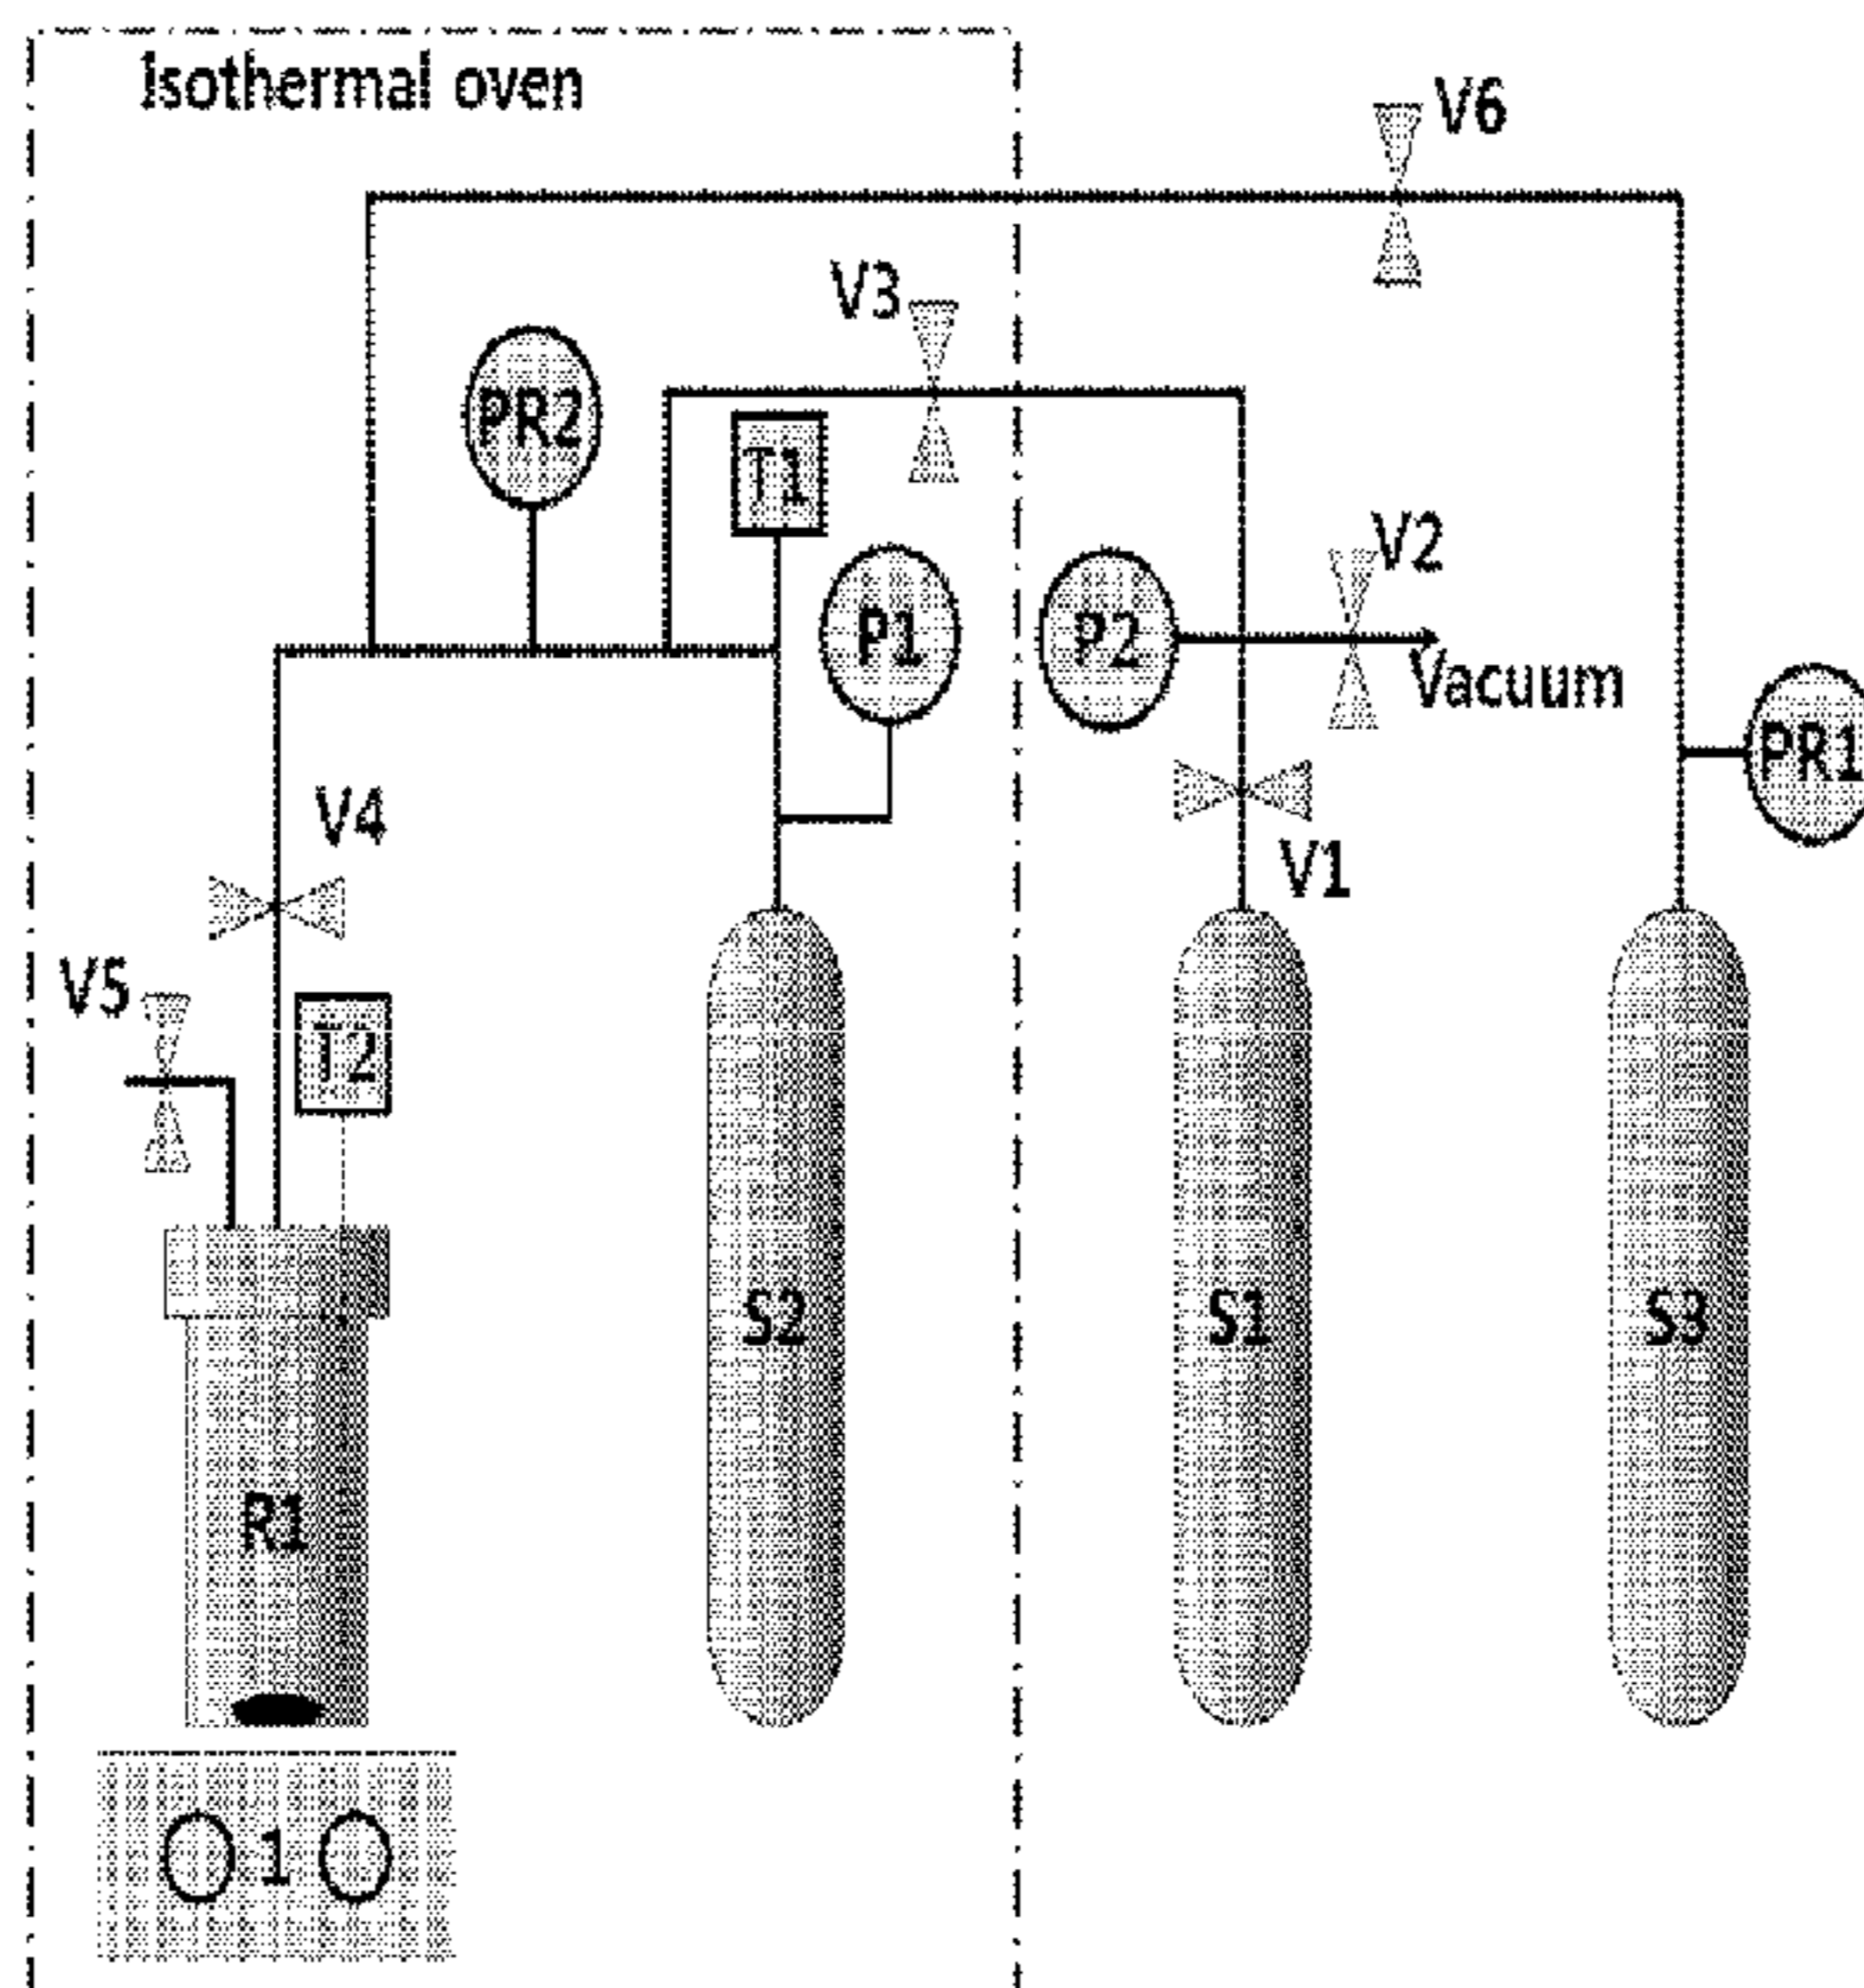 Isothermal oven
V6
V3
PR2
T1
V2
P1
P2
Vacuum
PR1
V4
V1
V5
T2
S2
S1
S3
R1
1